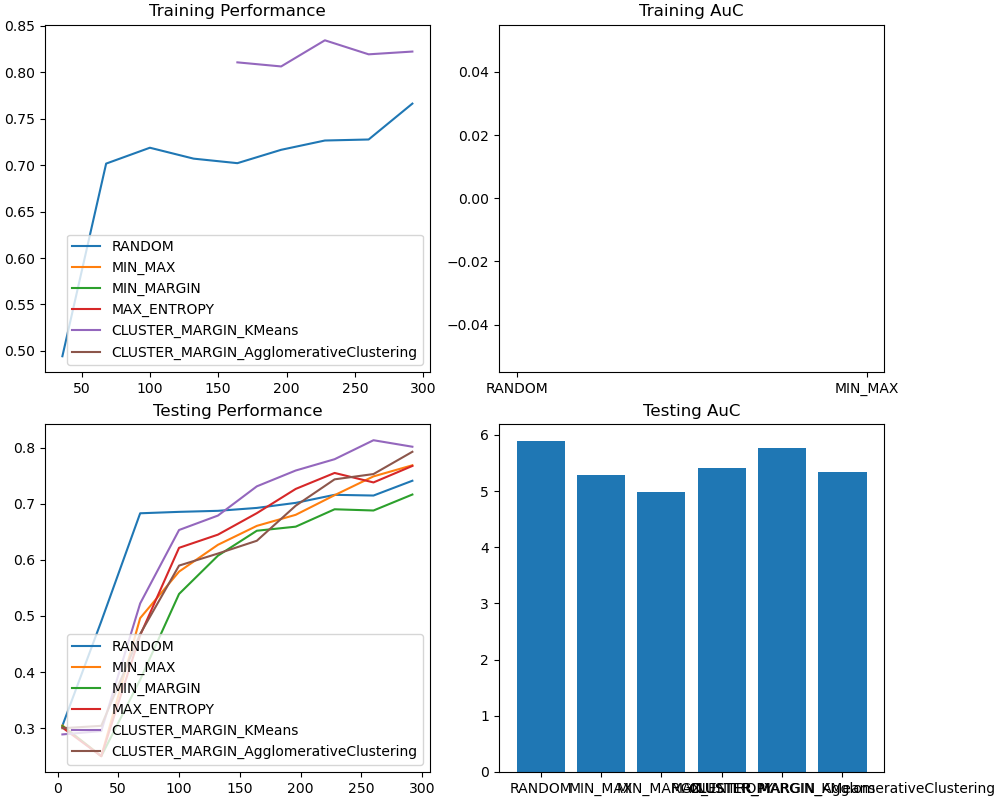 Training Performance
0.85
0.80
0.75
0.70
0.65
0.60
0.55
0.50
RANDOM
MIN_MAX
MIN_MARGIN
MAX_ENTROPY
CLUSTER_MARGIN_KMeans
CLUSTER_MARGIN_AgglomerativeClustering
50 100 150 200 250 300
Training AuC
0.04
0.02
0.00
−0.02
−0.04
RANDOM MIN_MAX
Testing Performance
0.8
0.7
0.6
0.5
0.4
0.3
RANDOM
MIN_MAX
MIN_MARGIN
MAX_ENTROPY
CLUSTER_MARGIN_KMeans
CLUSTER_MARGIN_AgglomerativeClustering
0 50 100 150 200 250 300
Testing AuC
6
5
4
3
2
1
0
RANDOM MIN_MAX